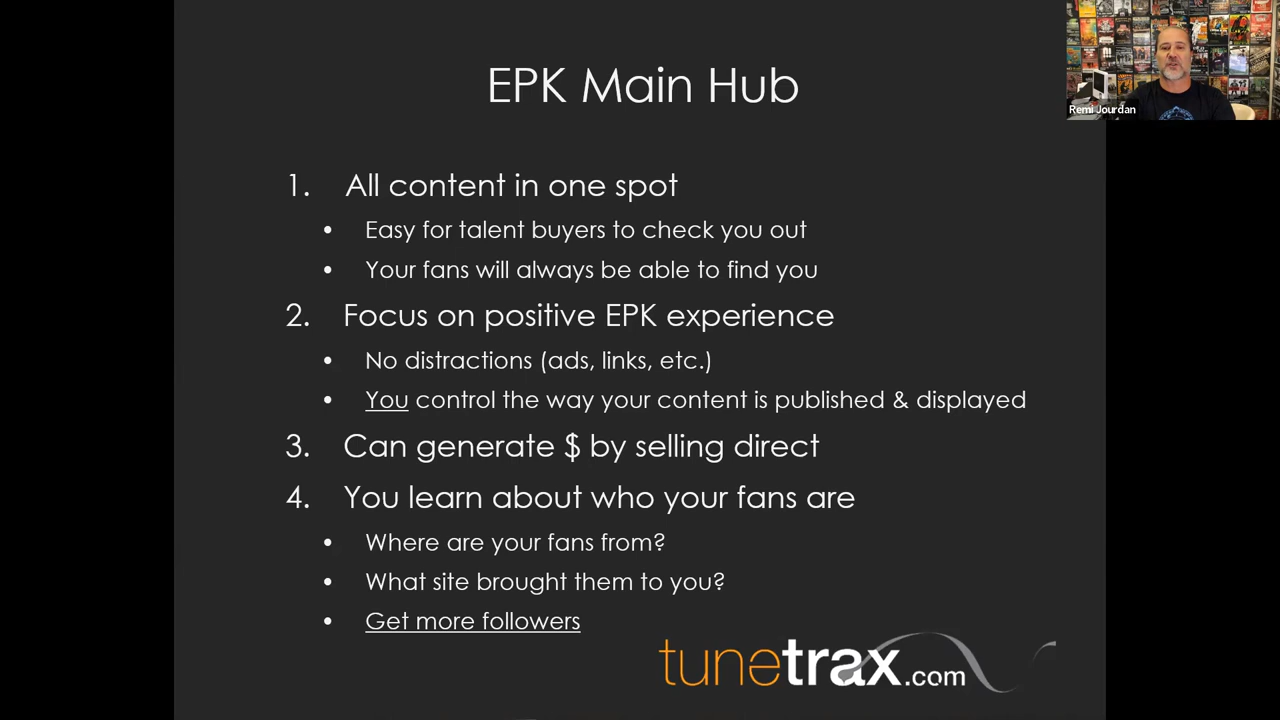 EPK Main Hub
Remi Jourdan
1. All content in one spot
• Easy for talent buyers to check you out
• Your fans will always be able to find you
2. Focus on positive EPK experience
• No distractions (ads, links, etc.)
• You control the way your content is published & displayed
3. Can generate $ by selling direct
4. You learn about who your fans are
• Where are your fans from?
• What site brought them to you?
• Get more followers
tunetrax.com